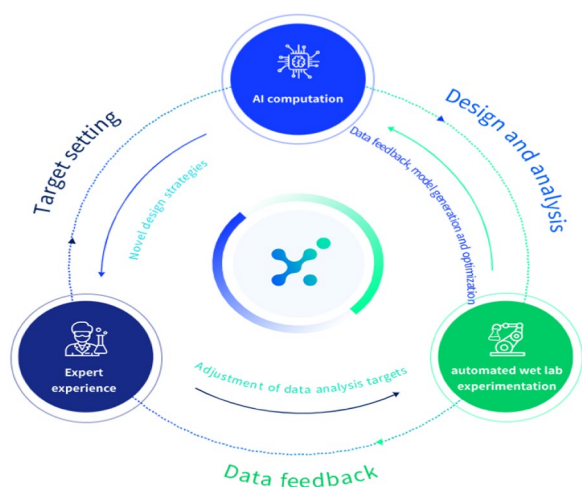 AI computation
Target setting
Design and analysis
Novel design strategies
Data feedback, model generation and optimization
Expert
experience
automated wet lab
experimentation
Adjustment of data analysis targets
Data feedback